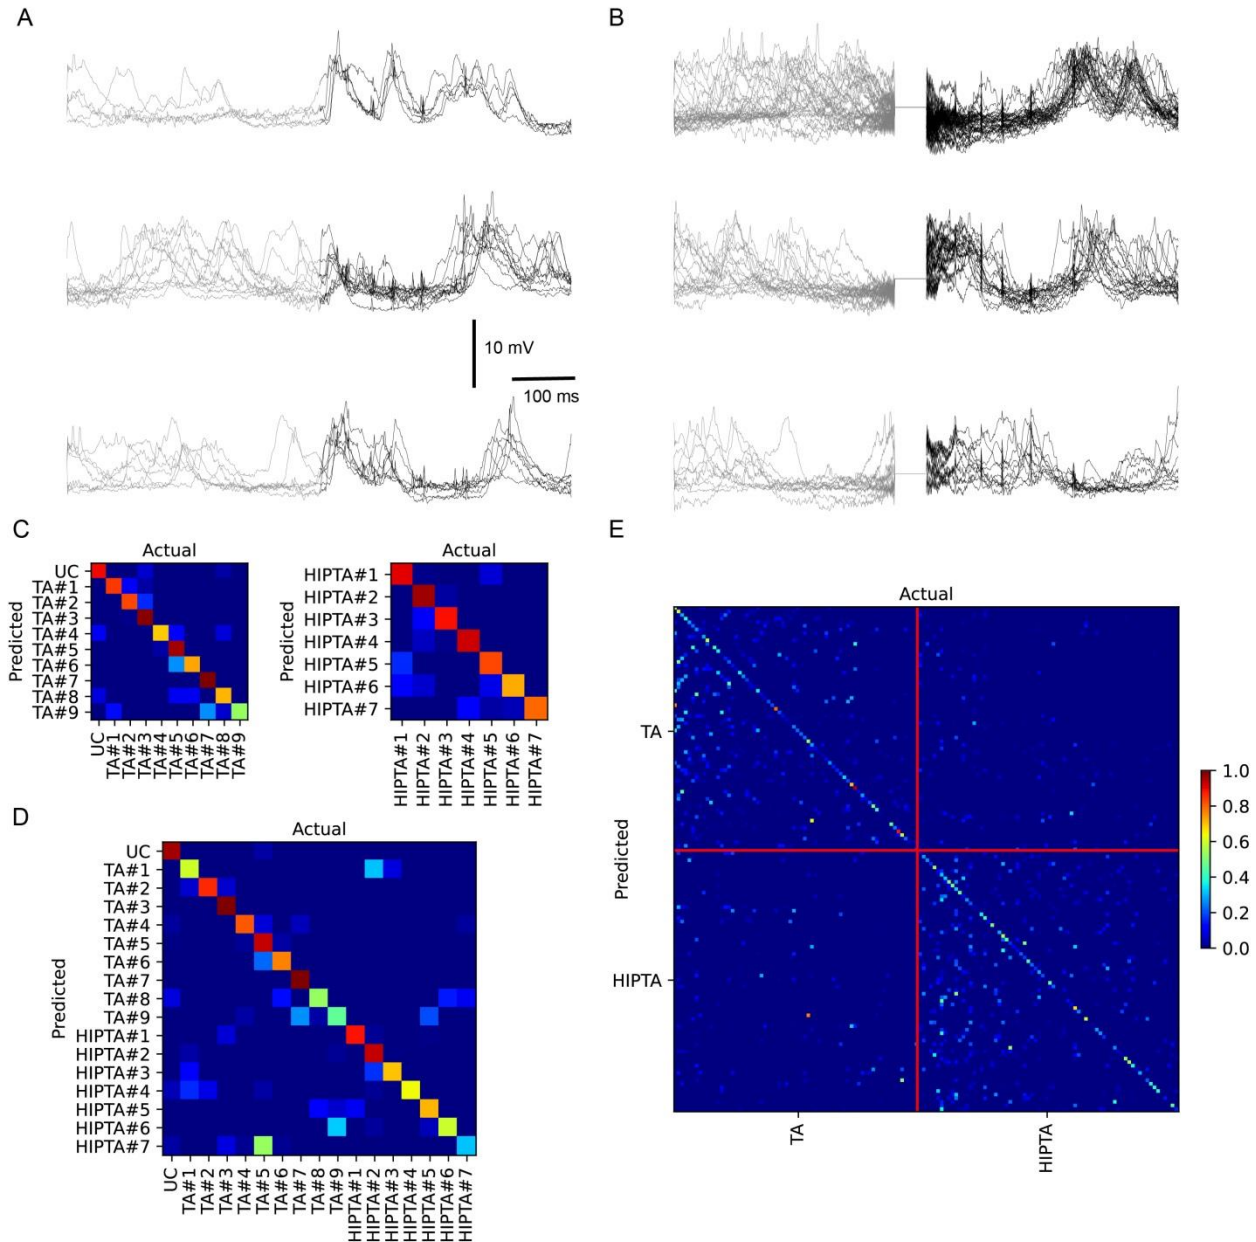 A
B
10 mV
100 ms
C
Actual
Predicted
UC
TA#1
TA#2
TA#3
TA#4
TA#5
TA#6
TA#7
TA#8
TA#9
UC
TA#1
TA#2
TA#3
TA#4
TA#5
TA#6
TA#7
TA#8
TA#9
Actual
Predicted
HIPTA#1
HIPTA#2
HIPTA#3
HIPTA#4
HIPTA#5
HIPTA#6
HIPTA#7
HIPTA#1
HIPTA#2
HIPTA#3
HIPTA#4
HIPTA#5
HIPTA#6
HIPTA#7
D
Actual
Predicted
UC
TA#1
TA#2
TA#3
TA#4
TA#5
TA#6
TA#7
TA#8
TA#9
HIPTA#1
HIPTA#2
HIPTA#3
HIPTA#4
HIPTA#5
HIPTA#6
HIPTA#7
UC
TA#1
TA#2
TA#3
TA#4
TA#5
TA#6
TA#7
TA#8
TA#9
HIPTA#1
HIPTA#2
HIPTA#3
HIPTA#4
HIPTA#5
HIPTA#6
HIPTA#7
E
Actual
Predicted
TA
HIPTA
TA
HIPTA
1.0
0.8
0.6
0.4
0.2
0.0